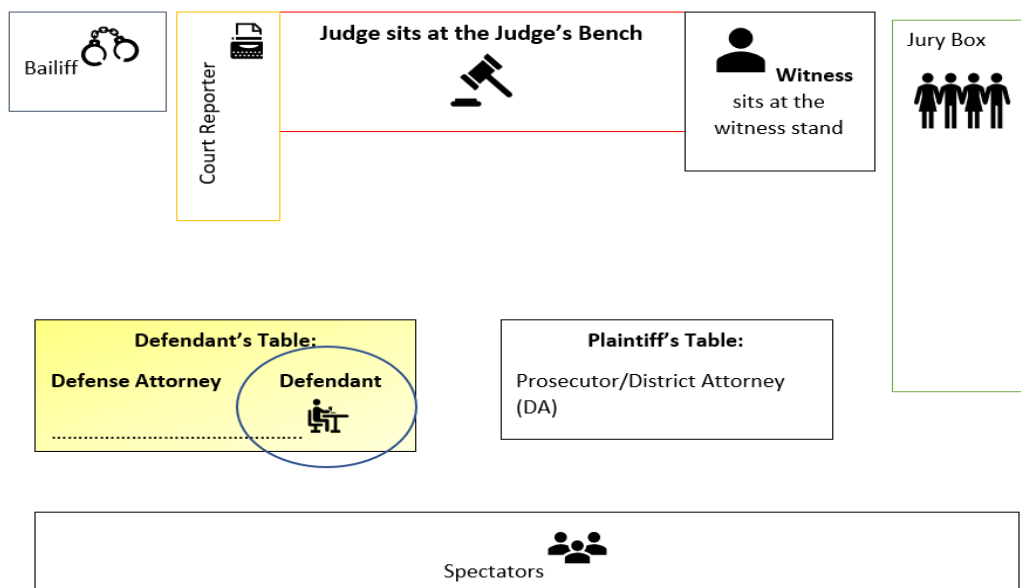 Bailiff
Court Reporter
Judge sits at the Judge’s Bench
Witness
sits at the
witness stand
Jury Box
Defendant’s Table:
Defense Attorney Defendant
................................................
Plaintiff’s Table:
Prosecutor/District Attorney
(DA)
Spectators